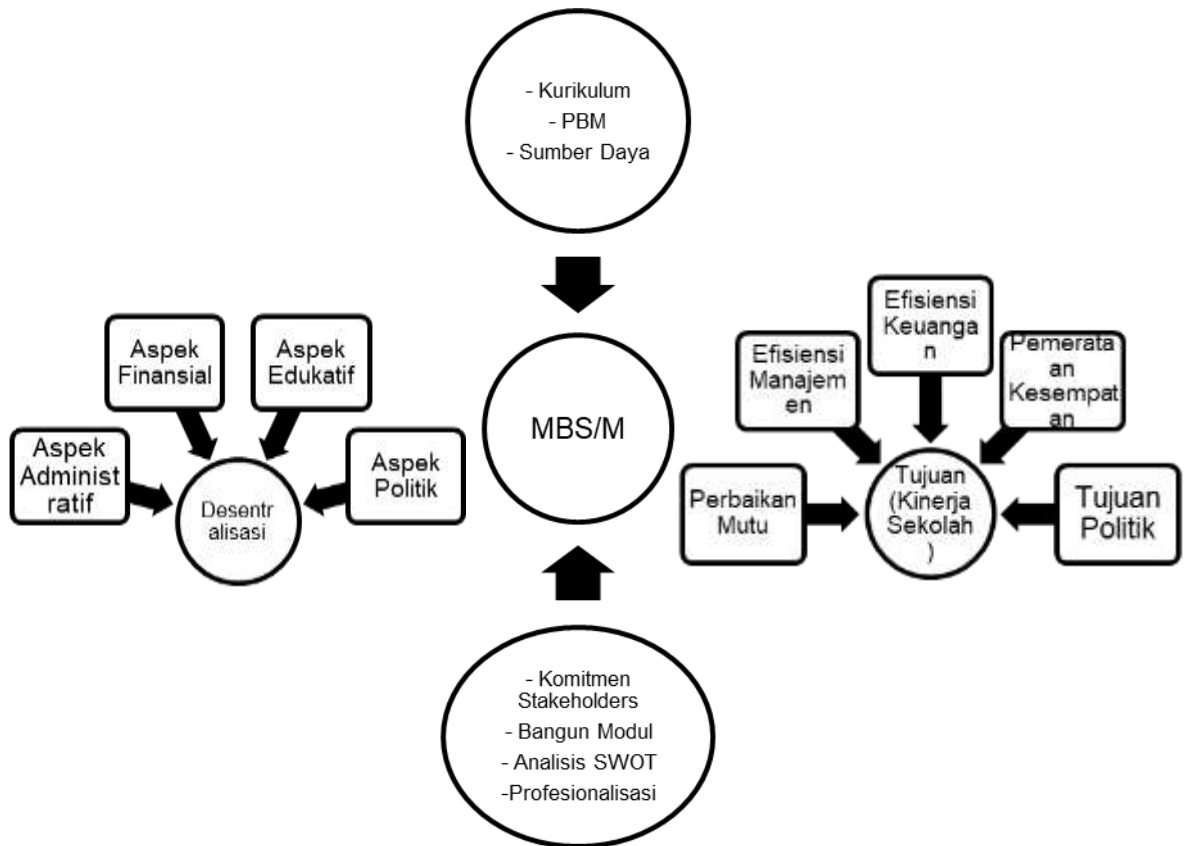 - Kurikulum
- PBM
- Sumber Daya
Aspek
Finansial
Aspek
Edukatif
Aspek
Administ
ratif
Aspek
Politik
Desentr
alisasi
MBS/M
Efisiensi
Keuanga
n
Efisiensi
Manajem
en
Pemerata
an
Kesempat
an
Perbaikan
Mutu
Tujuan
(Kinerja
Sekolah
)
Tujuan
Politik
- Komitmen
Stakeholders
- Bangun Modul
- Analisis SWOT
-Profesionalisasi